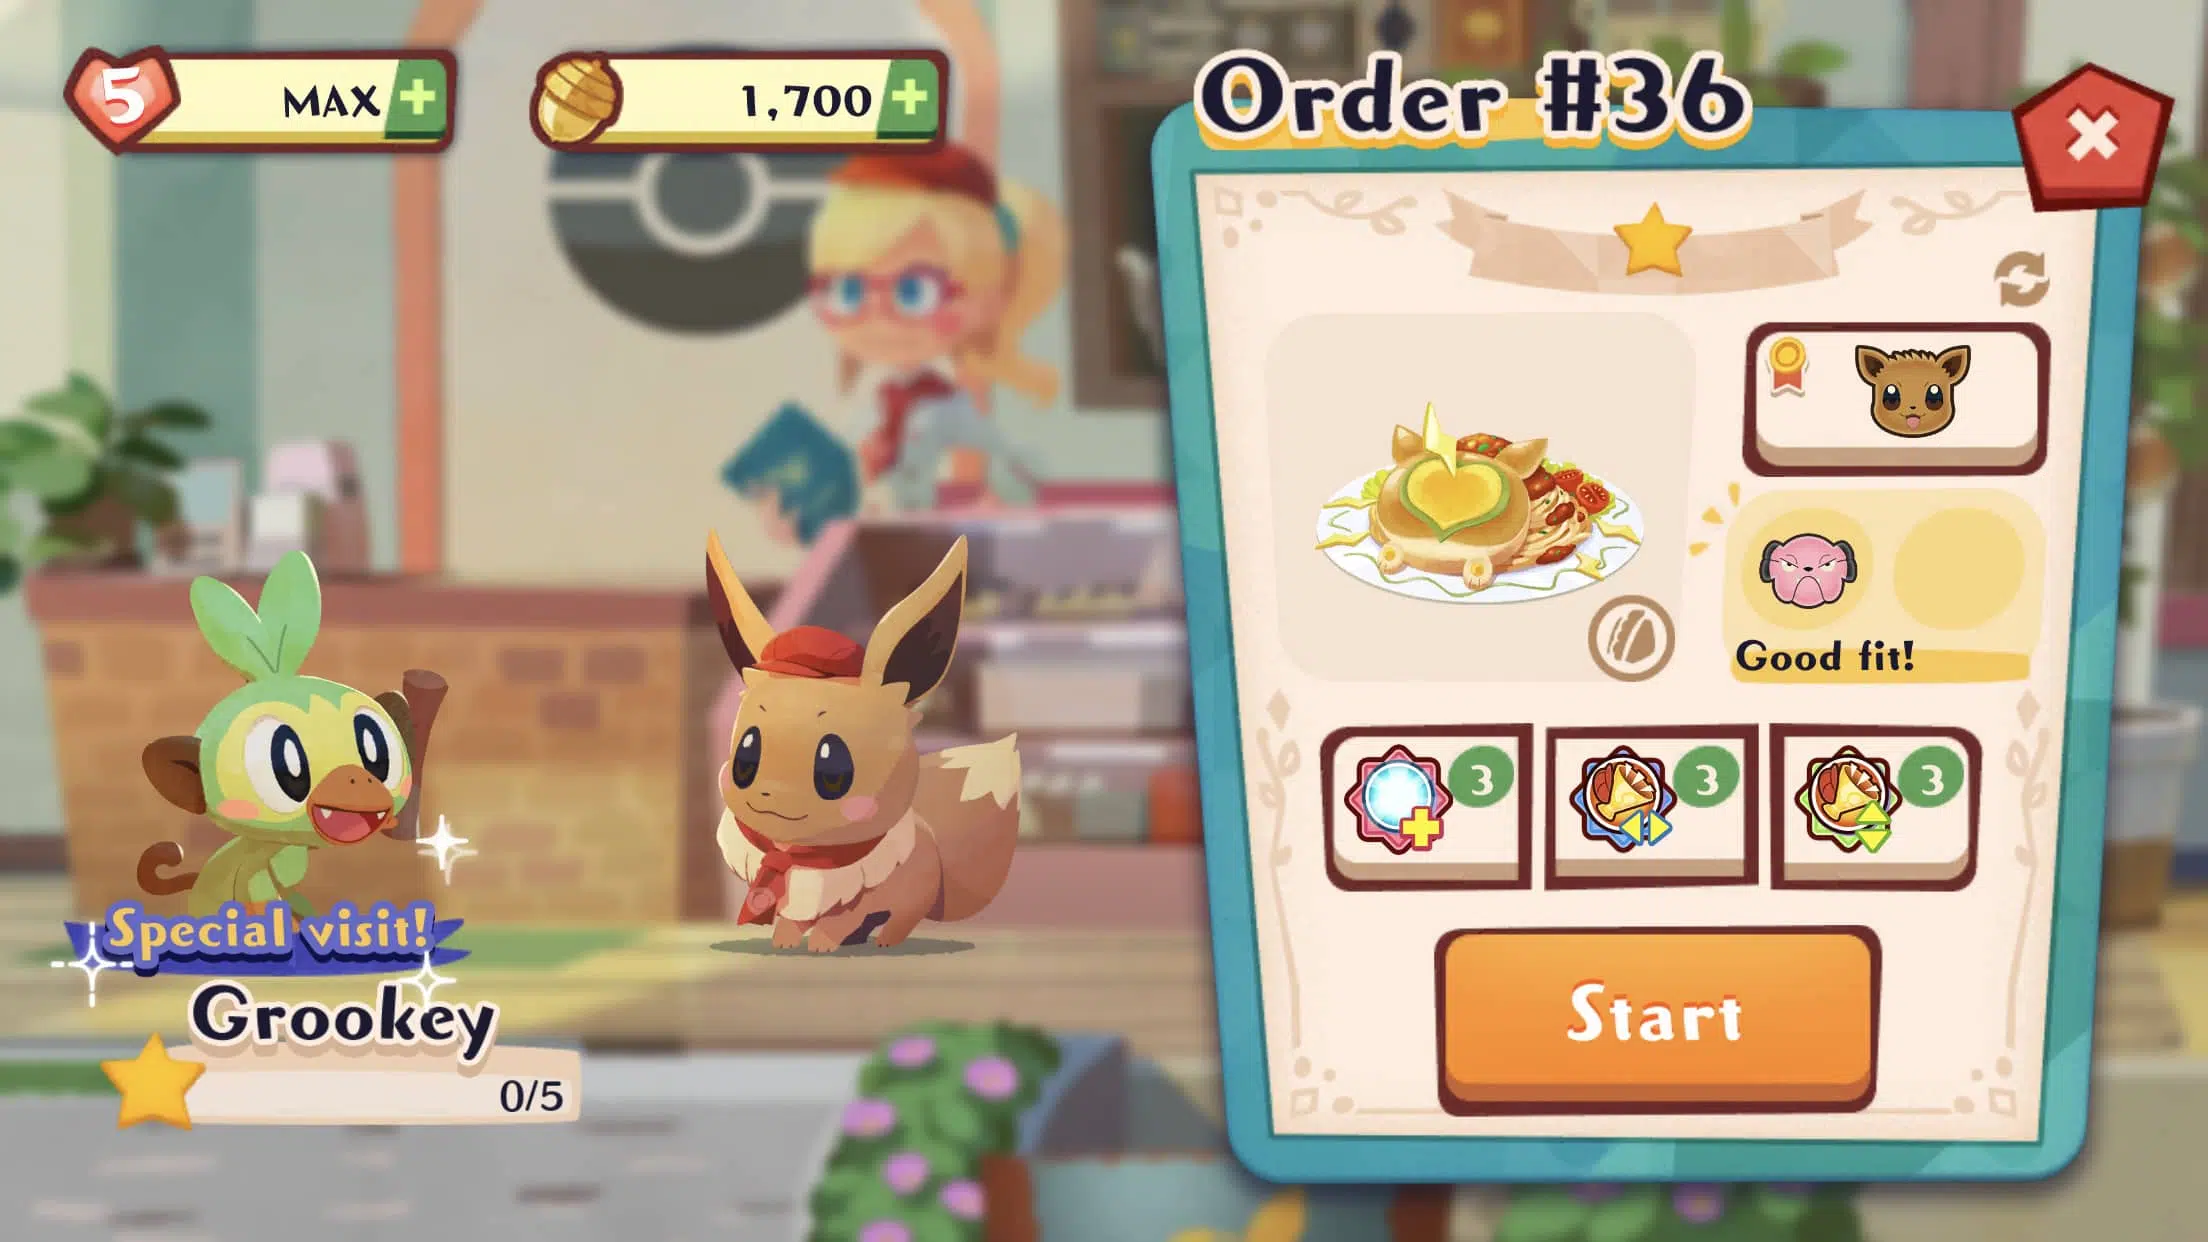 5
MAX
1,700
Order #36
Good fit!
3
3
3
Start
Special visit!
Grookey
0/5